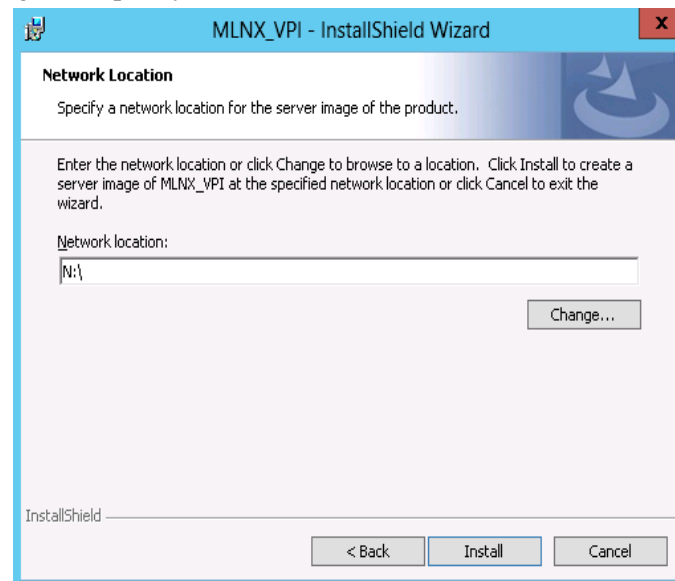 MLNX_VPI - InstallShield Wizard
x
Network Location
Specify a network location for the server image of the product.
Enter the network location or click Change to browse to a location. Click Install to create a
server image of MLNX_VPI at the specified network location or click Cancel to exit the
wizard.
Network location:
N:\
Change...
InstallShield
< Back Install Cancel